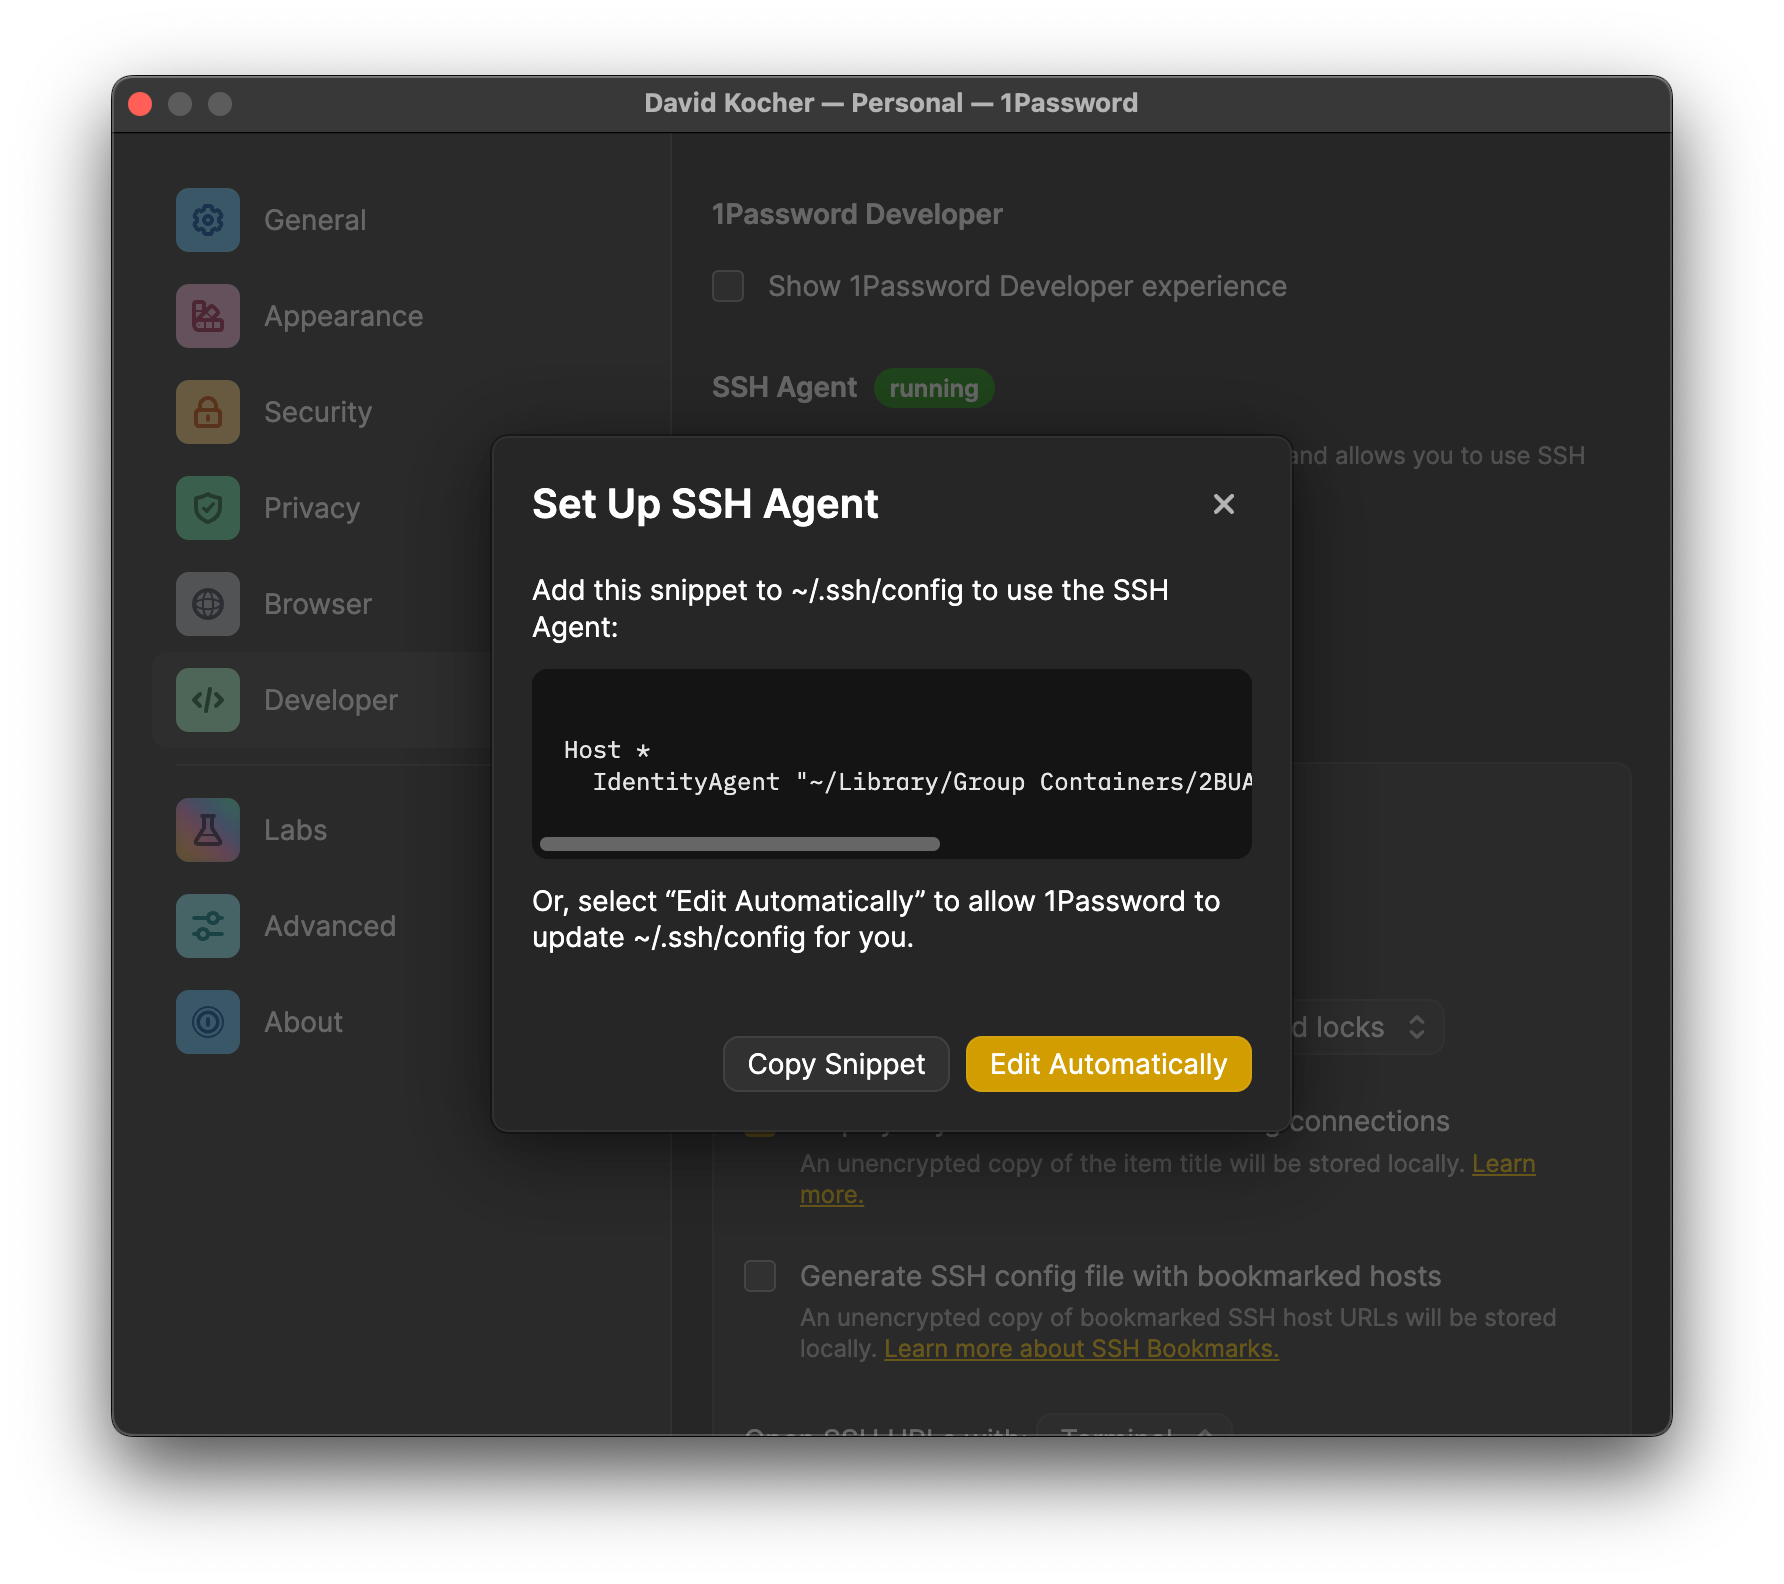 David Kocher — Personal — 1Password
General
Appearance
Security
Privacy
Browser
Developer
Labs
Advanced
About
1Password Developer
Show 1Password Developer experience
SSH Agent running
and allows you to use SSH
Set Up SSH Agent
Add this snippet to ~/.ssh/config to use the SSH
Agent:
Host *
IdentityAgent "~/Library/Group Containers/2BUA
Or, select “Edit Automatically” to allow 1Password to
update ~/.ssh/config for you.
Copy Snippet
Edit Automatically
locks
connections
An unencrypted copy of the item title will be stored locally. Learn
more.
Generate SSH config file with bookmarked hosts
An unencrypted copy of bookmarked SSH host URLs will be stored
locally. Learn more about SSH Bookmarks.
Open SSH URLs with: Terminal